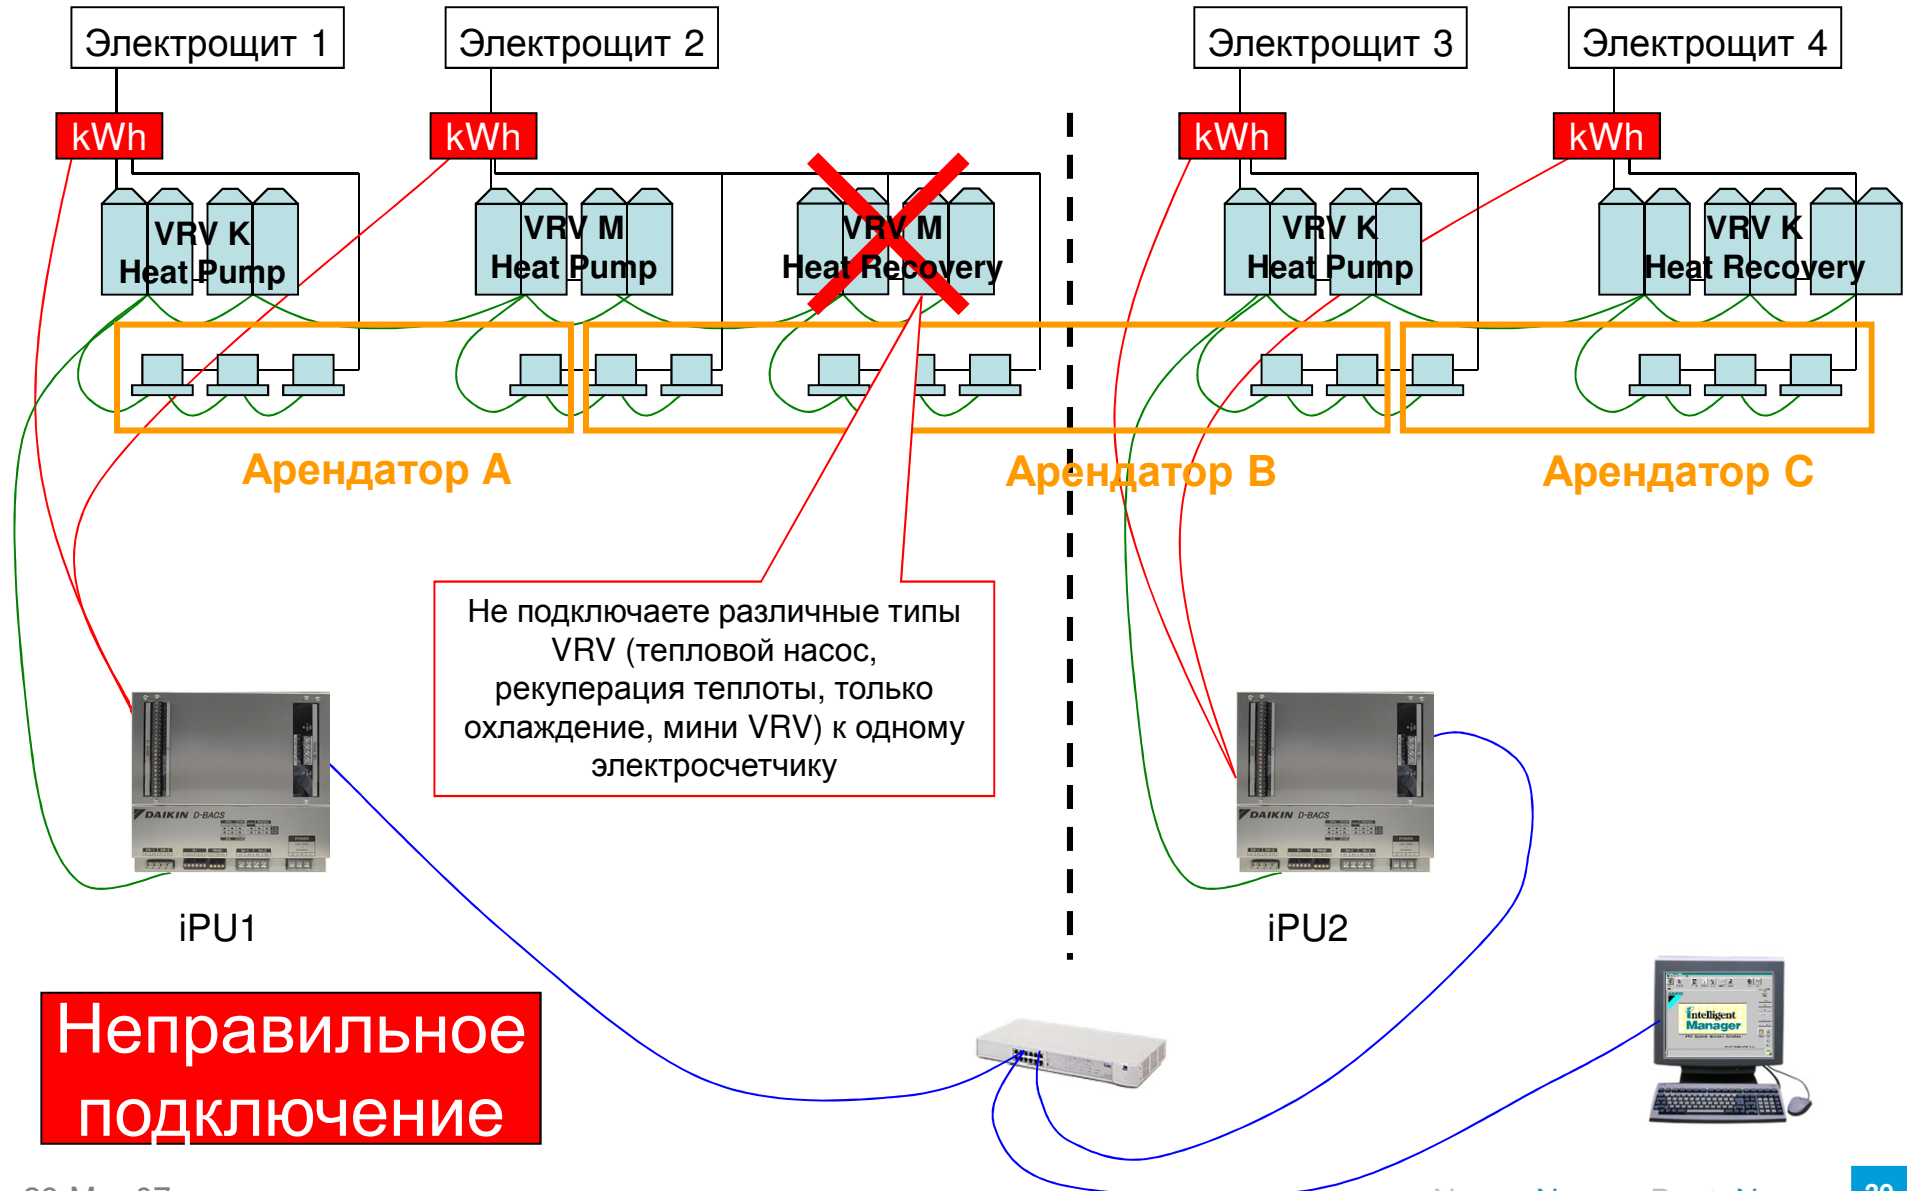 Электрощит 1
Электрощит 2
Электрощит 3
Электрощит 4
kWh
kWh
kWh
kWh
VRV K
Heat Pump
VRV M
Heat Pump
VRV M
Heat Recovery
VRV K
Heat Pump
VRV K
Heat Recovery
Арендатор А
Арендатор В
Арендатор С
Не подключаете различные типы
VRV (тепловой насос,
рекуперация теплоты, только
охлаждение, мини VRV) к одному
электросчетчику
DAIKIN D-BACS
DAIKIN D-BACS
iPU1
iPU2
intelligent
Manager
Неправильное
подключение